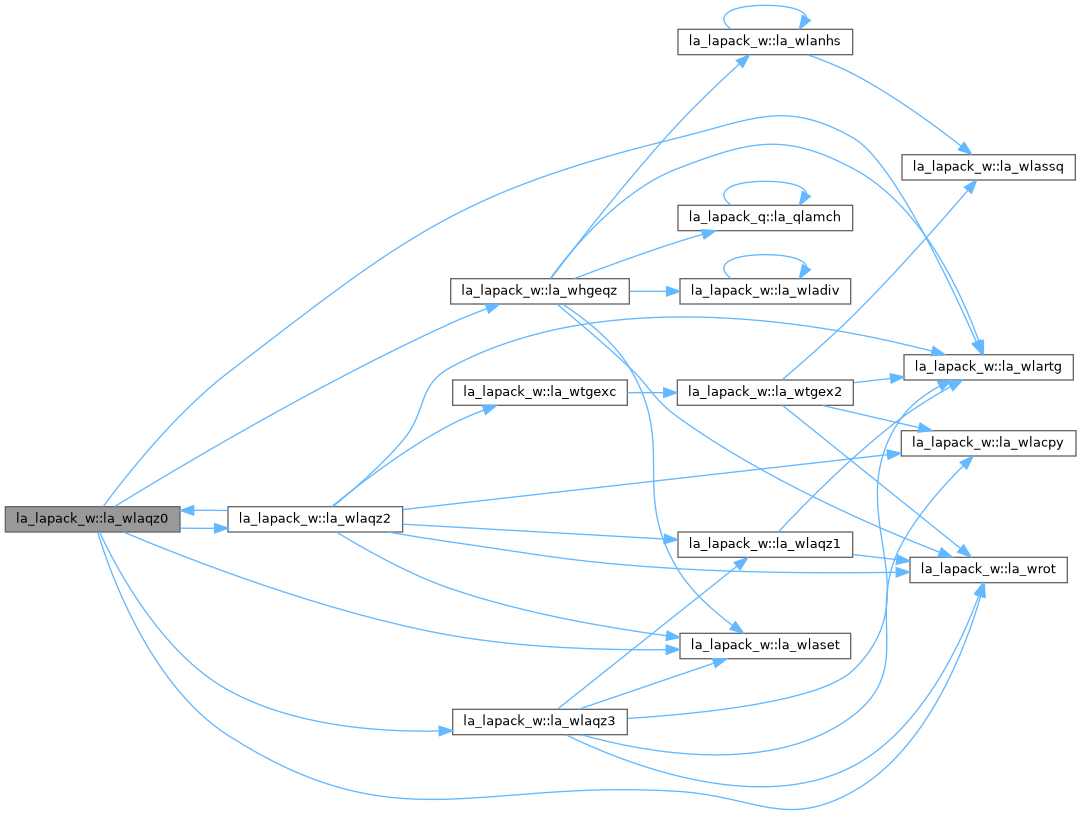 la_lapack_w::la_wlanhs
la_lapack_w::la_wlassq
la_lapack_q::la_qlamch
la_lapack_w::la_whgeqz
la_lapack_w::la_wladiv
la_lapack_w::la_wlartg
la_lapack_w::la_wtgexc
la_lapack_w::la_wtgex2
la_lapack_w::la_wlacpy
la_lapack_w::la_wlaqz0
la_lapack_w::la_wlaqz2
la_lapack_w::la_wlaqz1
la_lapack_w::la_wrot
la_lapack_w::la_wlaset
la_lapack_w::la_wlaqz3